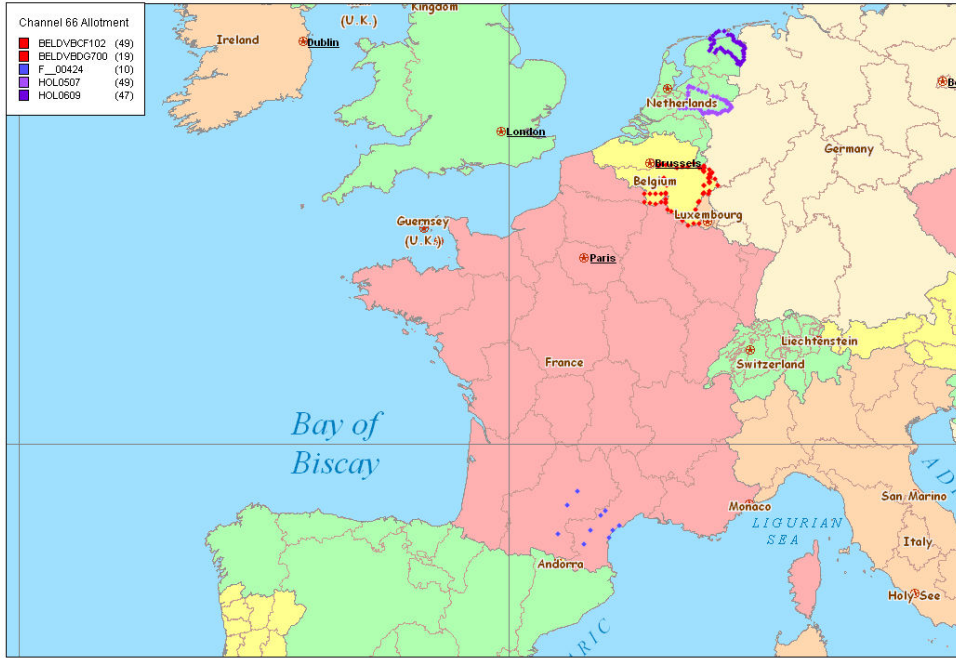 Channel 66 Allotment
BELDVBCF102 (49)
BELDVBDG700 (19)
F__00424 (10)
HOL0507 (49)
HOL0609 (47)
(U.K.)
Kingdom
Ireland
Dublin
Netherlands
London
Germany
Brussels
Belgium
Luxembourg
Guernsey
(U.K.)
Paris
Liechtenstein
Switzerland
France
Bay of
Biscay
San Marino
Monaco
LIGURIAN
SEA
Italy
Andorra
Holy See